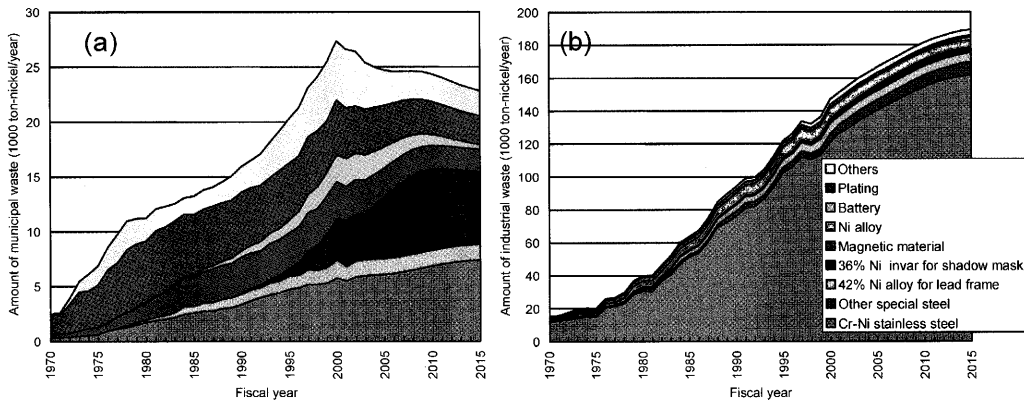 (a)
Amount of municipal waste (1000 ton-nickel/year)
30
25
20
15
10
5
0
1970
1975
1980
1985
1990
1995
2000
2005
2010
2015
Fiscal year
(b)
Amount of industrial waste (1000 ton-nickel/year)
200
180
160
140
120
100
80
60
40
20
0
1970
1975
1980
1985
1990
1995
2000
2005
2010
2015
Fiscal year
Others
Plating
Battery
Ni alloy
Magnetic material
36% Ni invar for shadow mask
42% Ni alloy for lead frame
Other special steel
Cr-Ni stainless steel